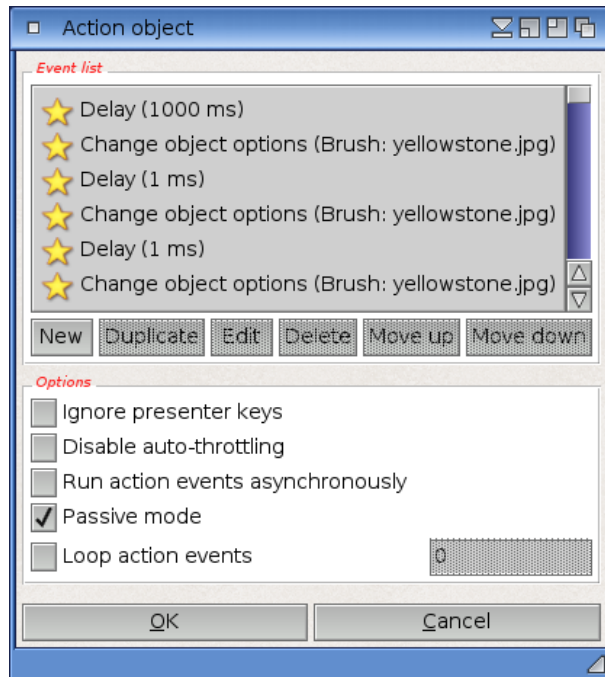 Action object
Event list
Delay (1000 ms)
Change object options (Brush: yellowstone.jpg)
Delay (1 ms)
Change object options (Brush: yellowstone.jpg)
Delay (1 ms)
Change object options (Brush: yellowstone.jpg)
New Duplicate Edit Delete Move up Move down
Options
Ignore presenter keys
Disable auto-throttling
Run action events asynchronously
Passive mode
Loop action events 0
OK Cancel